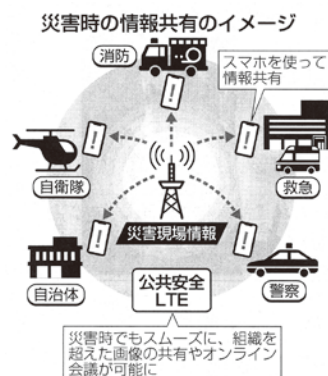 災害時の情報共有のイメージ
消防
スマホを使って
情報共有
自衛隊
救急
災害現場情報
自治体
公共安全
LTE
警察
災害時でもスムーズに、組織を
超えた画像の共有やオンライン
会議が可能に